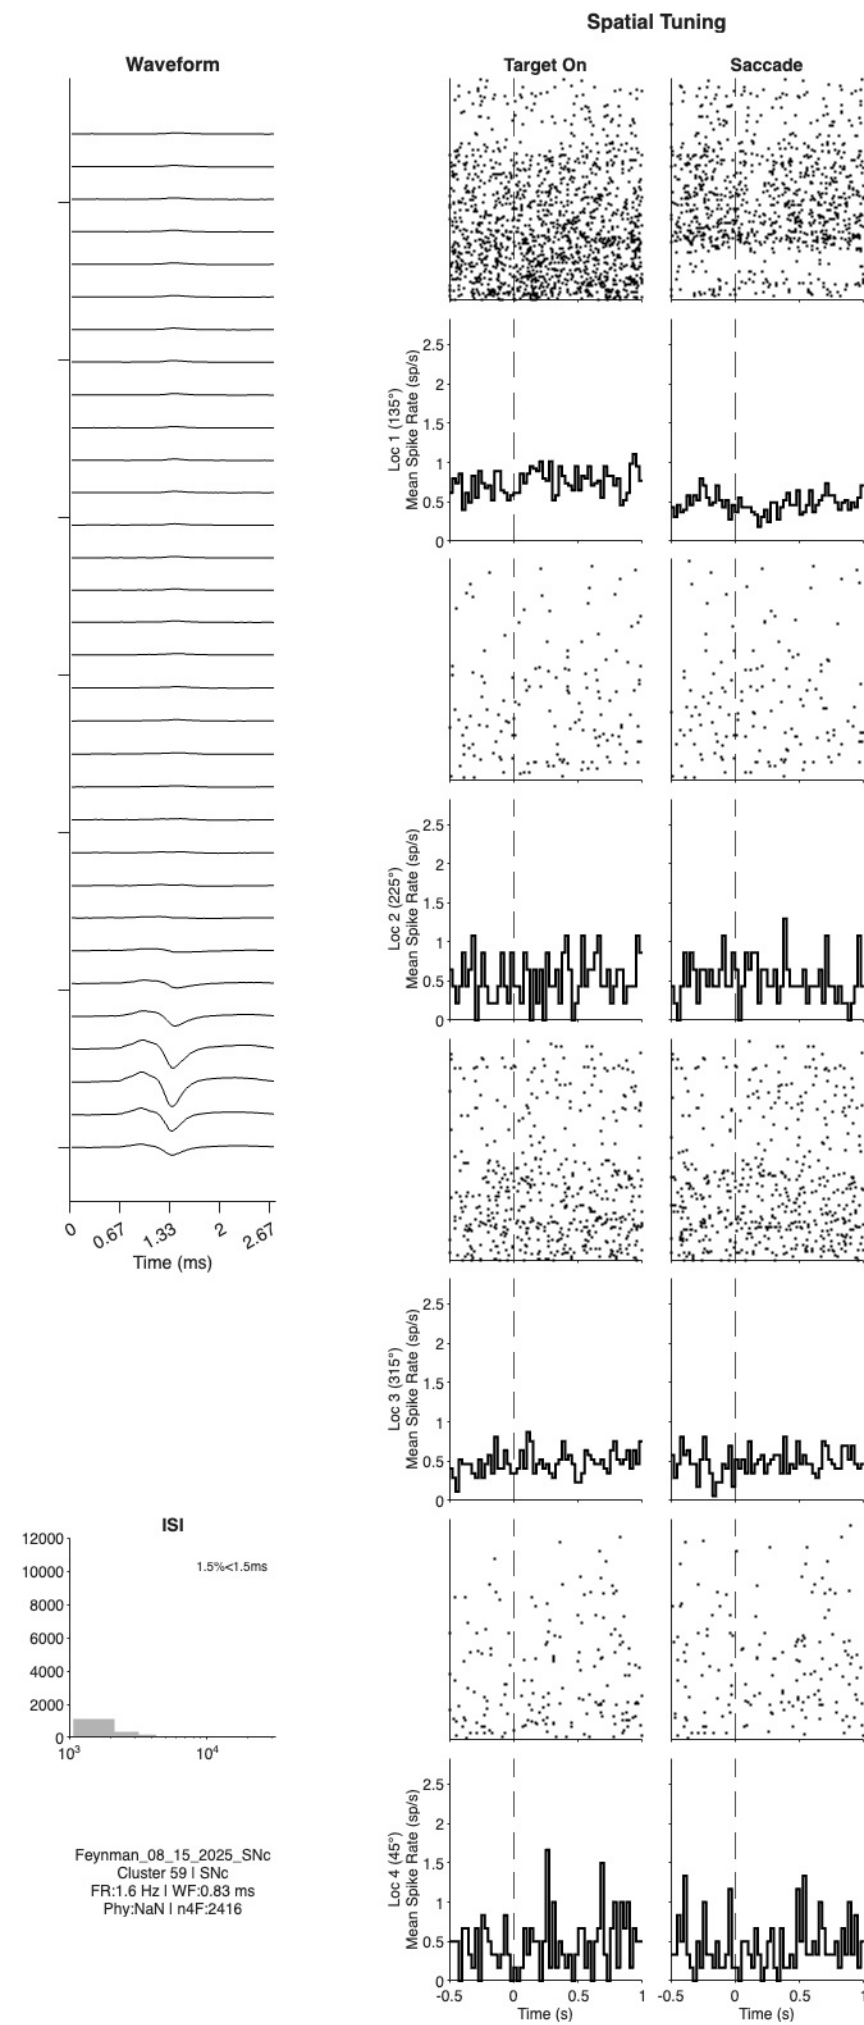 Spatial Tuning
Waveform
Target On
Saccade
2.5
2
1.5
1
0.5
0
Loc 1 (135°)
Mean Spike Rate (sp/s)
2.5
2
1.5
1
0.5
0
Loc 2 (225°)
Mean Spike Rate (sp/s)
0
0.67
1.33
2
2.67
Time (ms)
2.5
2
1.5
1
0.5
0
Loc 3 (315°)
Mean Spike Rate (sp/s)
ISI
12000
10000
8000
6000
4000
2000
0
1.5%<1.5ms
10³
10⁴
2.5
2
1.5
1
0.5
0
Loc 4 (45°)
Mean Spike Rate (sp/s)
Feynman_08_15_2025_SNc
Cluster 59 | SNc
FR:1.6 Hz | WF:0.83 ms
Phy:NaN | n4F:2416
-0.5
0
0.5
1
Time (s)
-0.5
0
0.5
1
Time (s)